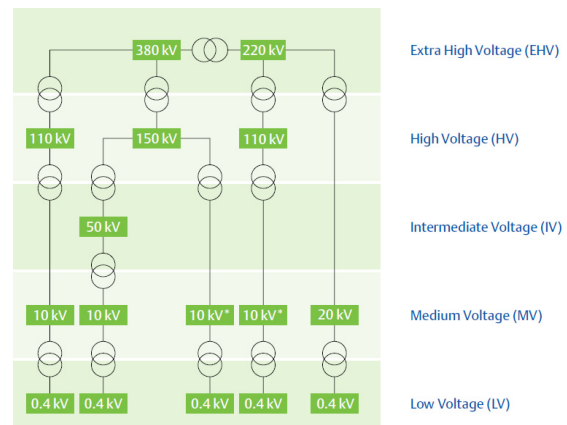 380 kV 220 kV Extra High Voltage (EHV)
110 kV 150 kV 110 kV High Voltage (HV)
50 kV Intermediate Voltage (IV)
10 kV 10 kV 10 kV* 10 kV* 20 kV Medium Voltage (MV)
0.4 kV 0.4 kV 0.4 kV 0.4 kV 0.4 kV Low Voltage (LV)